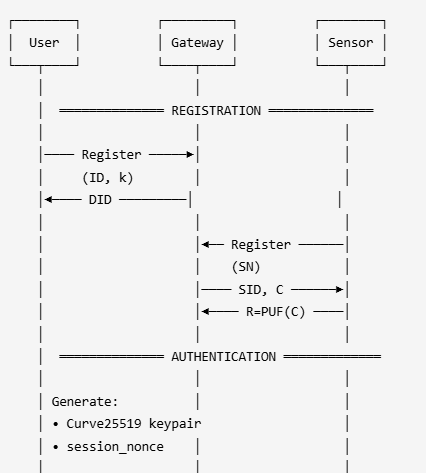 User Gateway Sensor
REGISTRATION
Register
(ID, k)
DID
Register
(SN)
SID, C
R=PUF(C)
AUTHENTICATION
Generate:
• Curve25519 keypair
• session_nonce